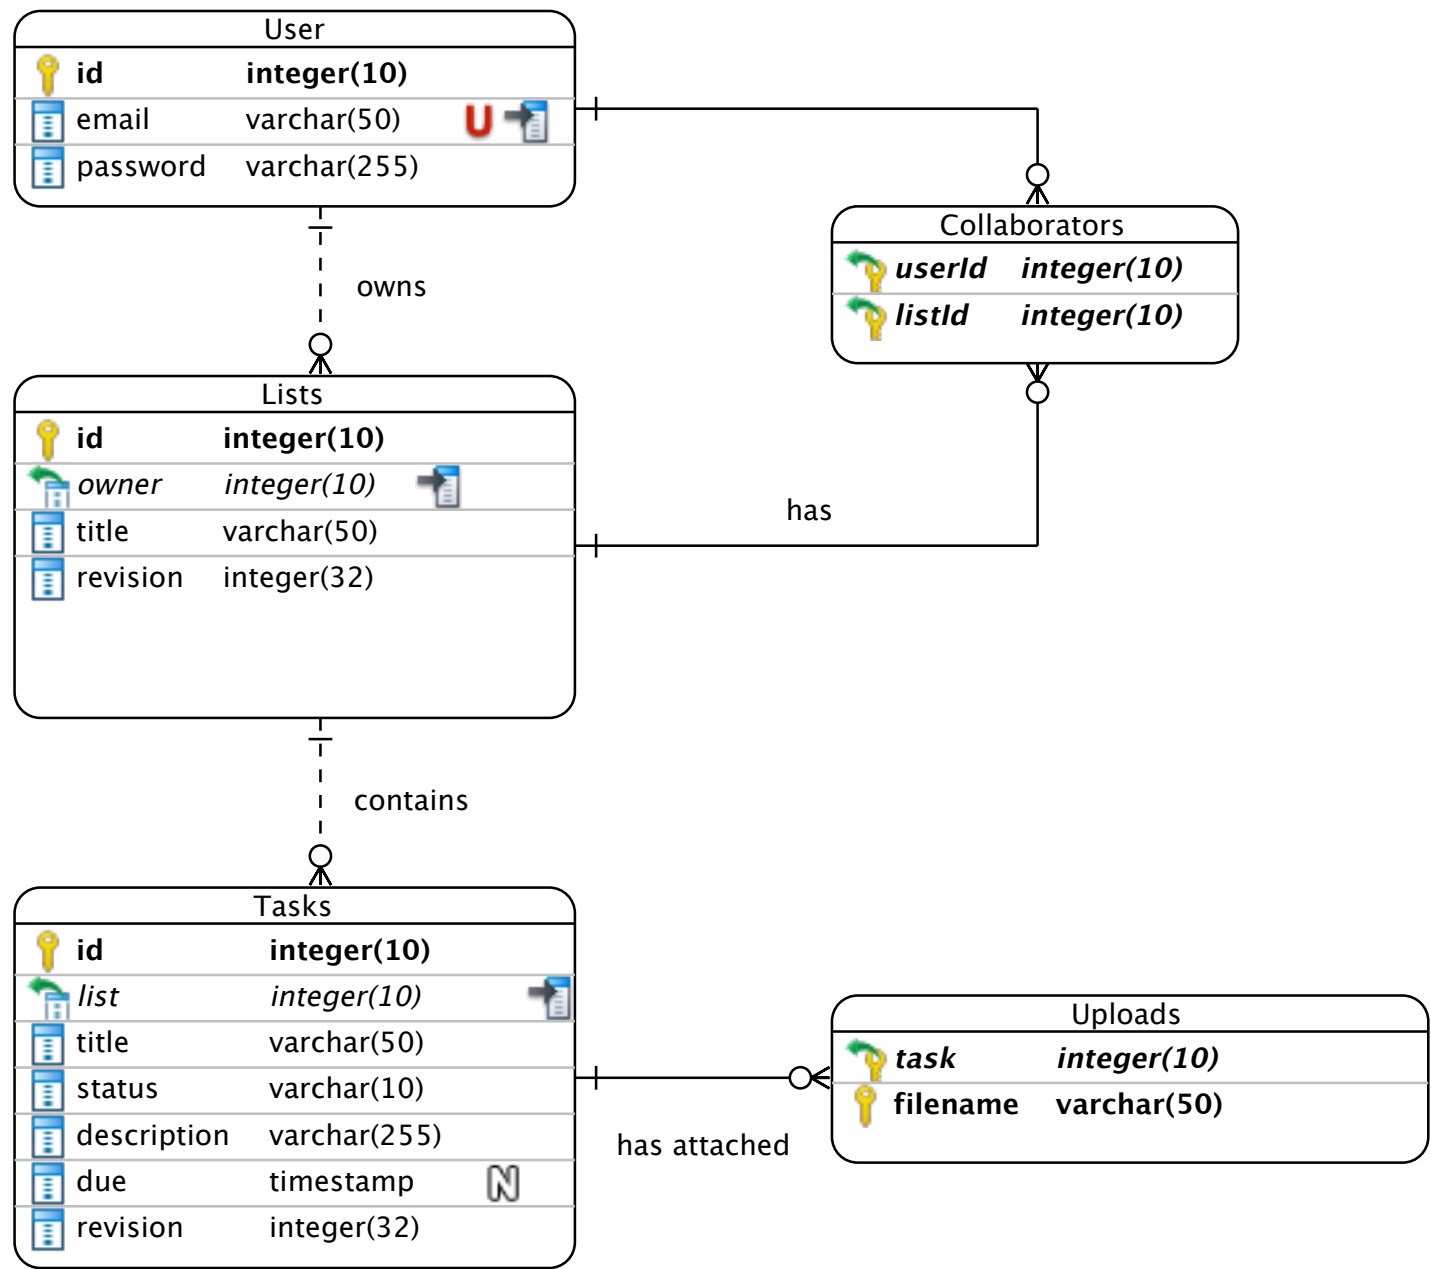 User
id integer(10)
email varchar(50) U
password varchar(255)
owns
Collaborators
userId integer(10)
listId integer(10)
Lists
id integer(10)
owner integer(10)
title varchar(50)
revision integer(32)
has
contains
Tasks
id integer(10)
list integer(10)
title varchar(50)
status varchar(10)
description varchar(255)
due timestamp N
revision integer(32)
has attached
Uploads
task integer(10)
filename varchar(50)